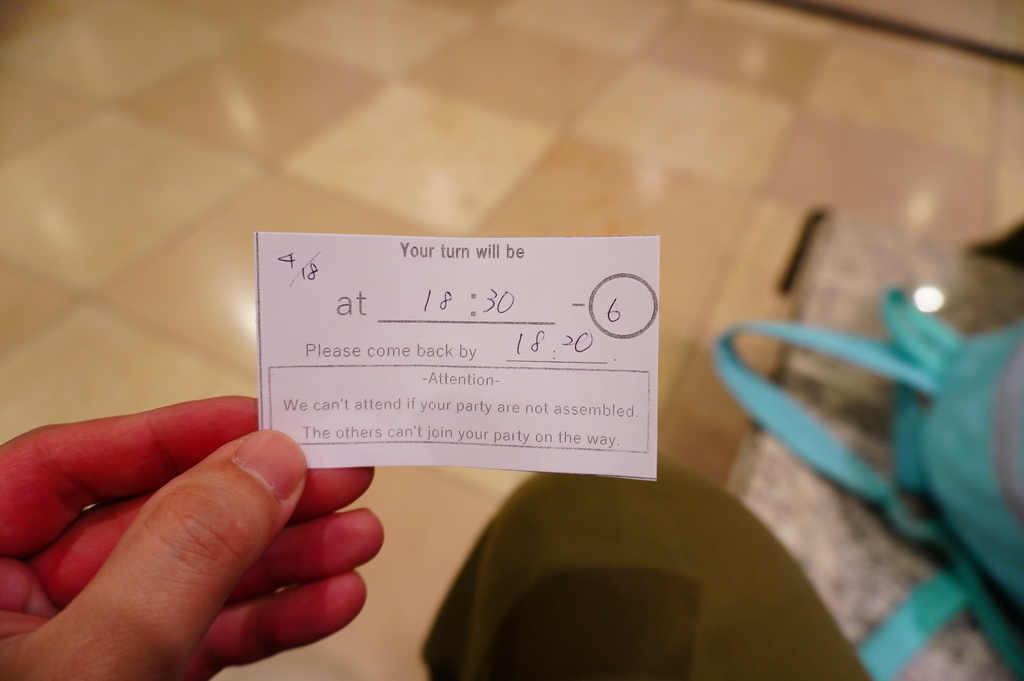 4/18
Your turn will be
at 18:30 - 6
Please come back by 18:20.
-Attention-
We can't attend if your party are not assembled.
The others can't join your party on the way.